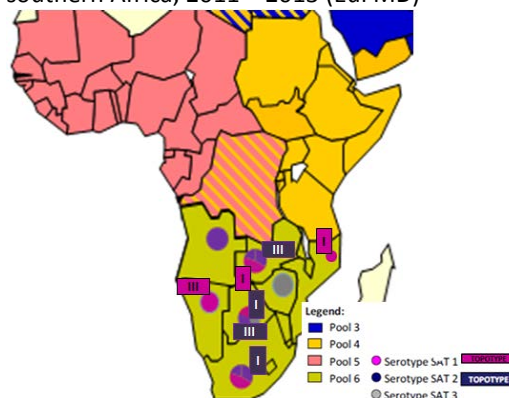 southern Africa, 2011 – 2015 (EuFMD)
III
I
III
I
I
III
I
Legend:
Pool 3
Pool 4
Pool 5
Pool 6
Serotype SAT 1 TOPOTYPE
Serotype SAT 2 TOPOTYPE
Serotype SAT 3